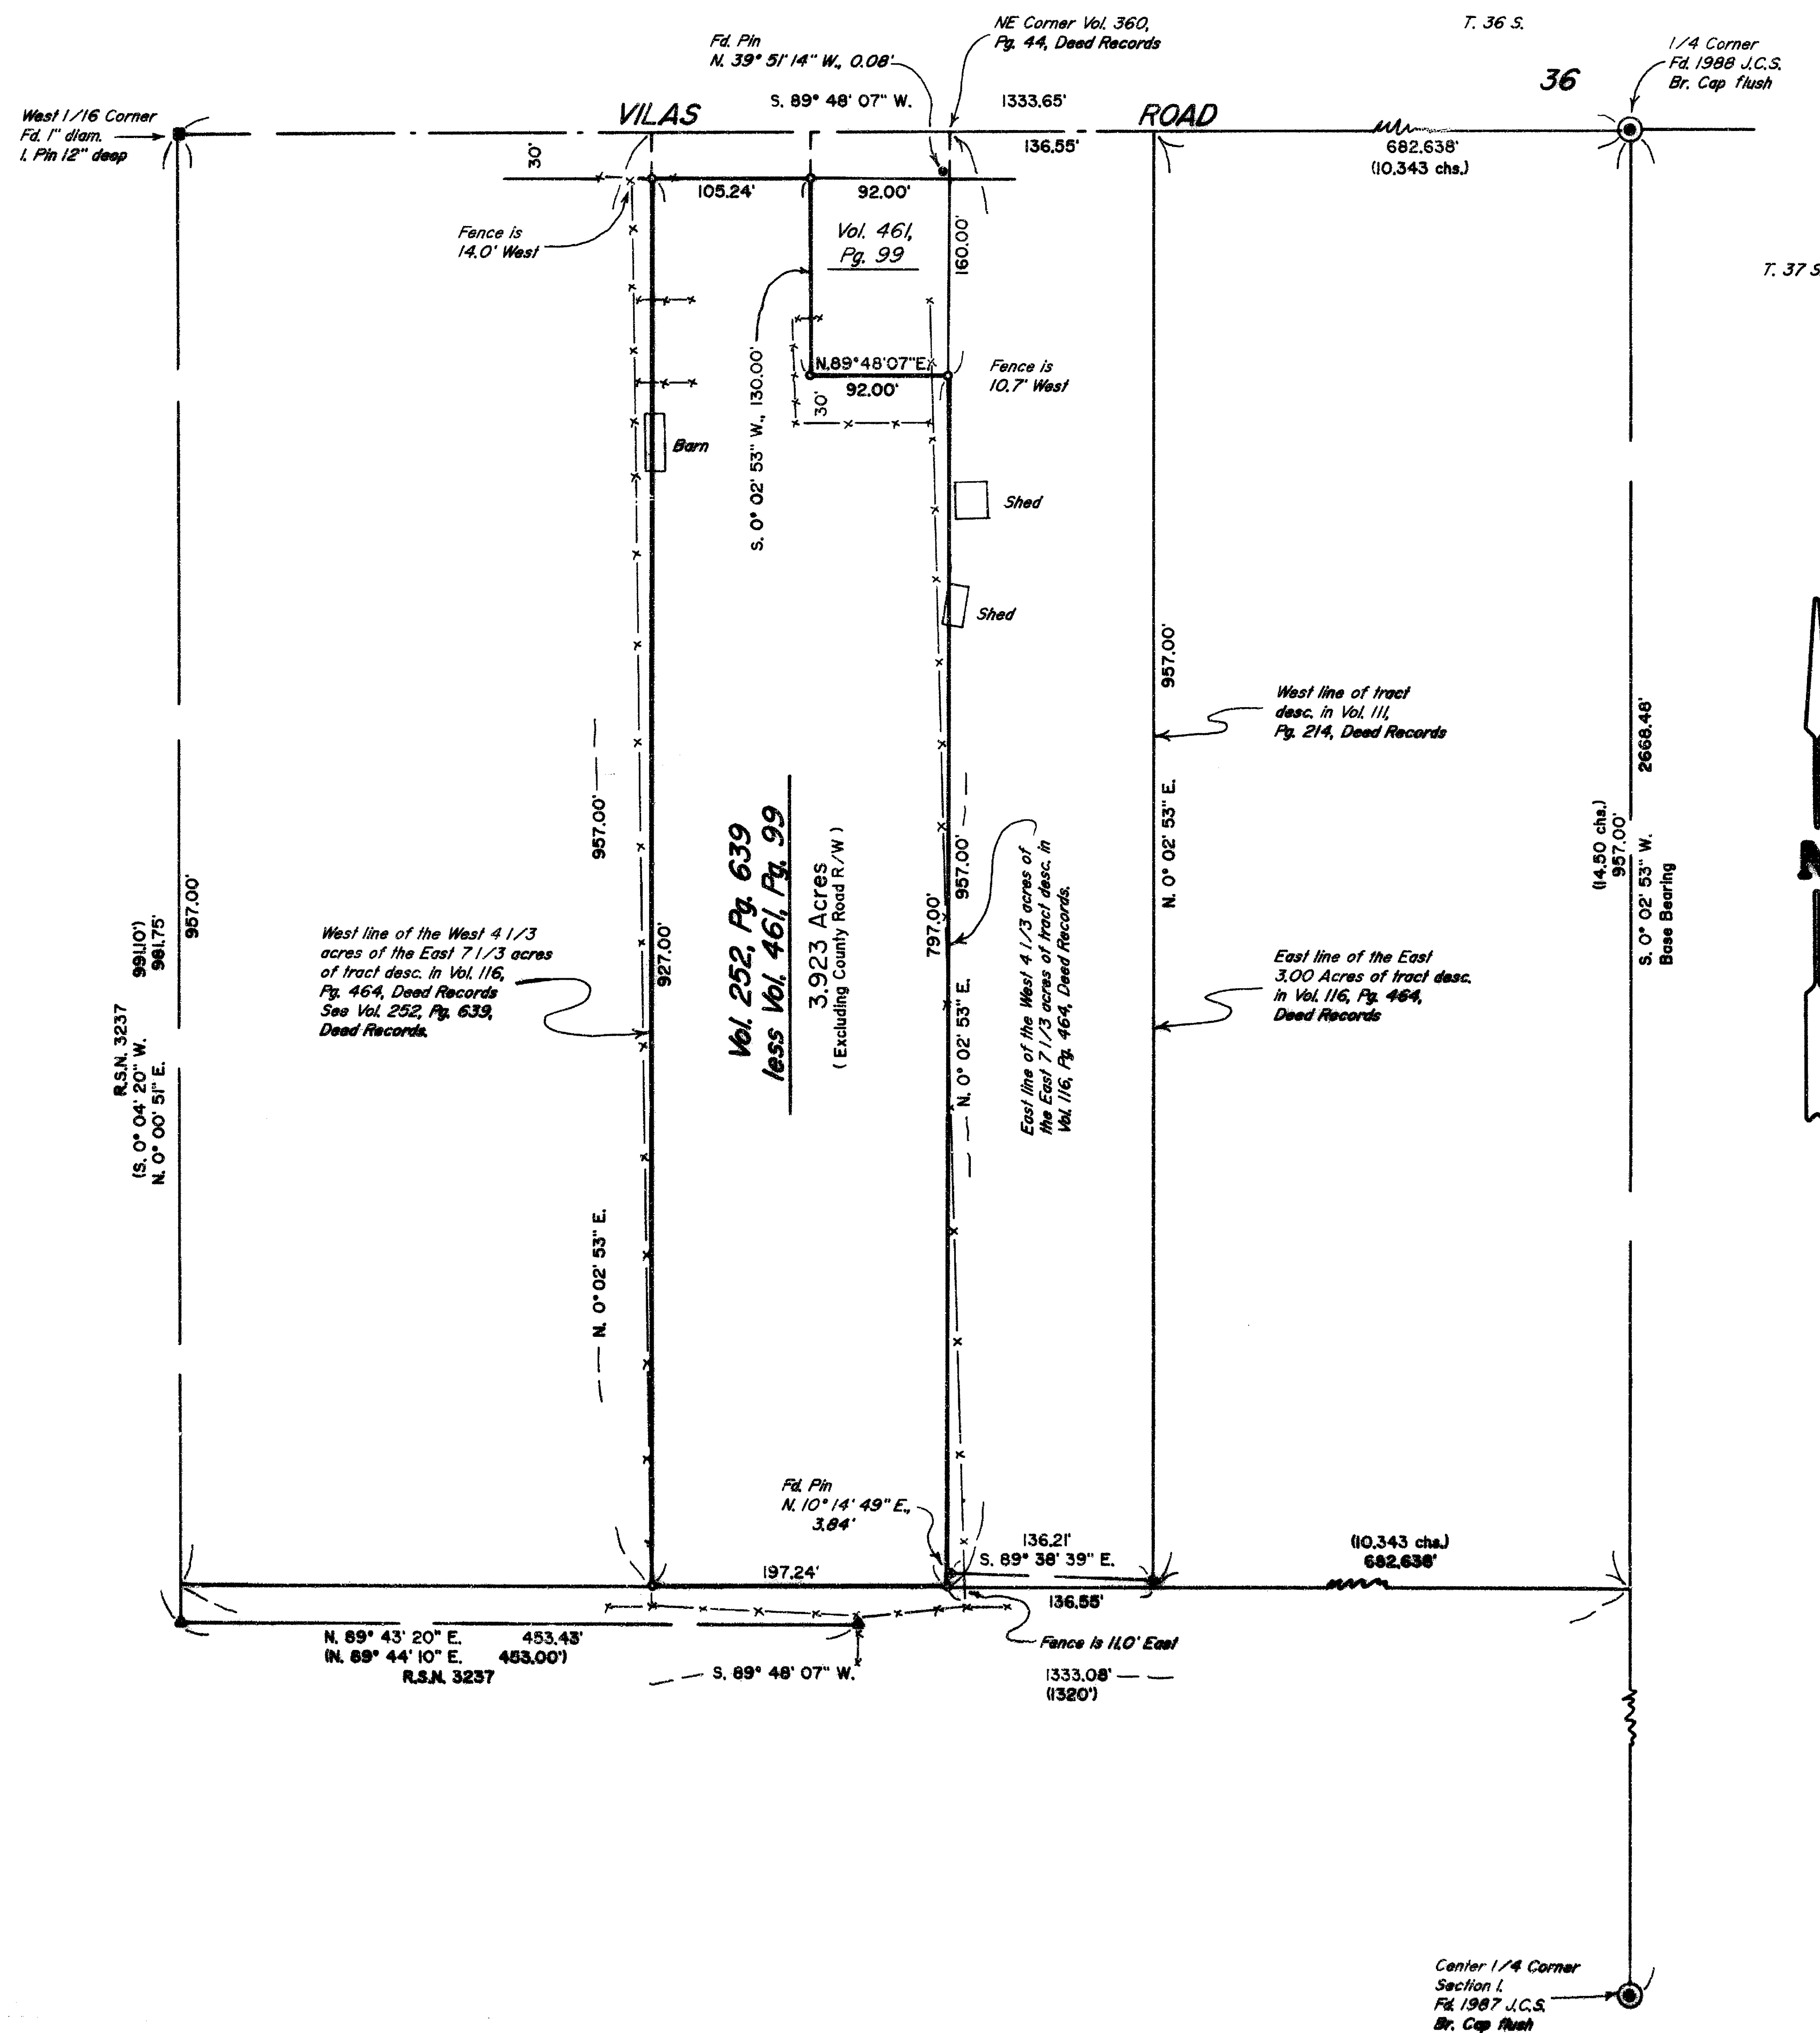 T. 36 S.
NE Corner Vol. 360,
Pg. 44, Deed Records
Fd. Pin
N. 39° 51' 14" W., 0.08'
1/4 Corner
Fd. 1988 J.C.S.
Br. Cap flush
36
West 1/16 Corner
Fd. 1" diam.
I. Pin 12" deep
S. 89° 48' 07" W.
1333.65'
VILAS
ROAD
136.55'
682.638'
(10.343 chs.)
30'
105.24'
92.00'
Vol. 461,
Pg. 99
160.00'
Fence is
14.0' West
T. 37 S
S. 0° 02' 53" W., 130.00'
N.89°48'07"E.
92.00'
30'
Fence is
10.7' West
Barn
Shed
Shed
957.00'
N. 0° 02' 53" E.
West line of tract
desc. in Vol. 111,
Pg. 214, Deed Records
2668.48'
S. 0° 02' 53" W.
Base Bearing
(14.50 chs.)
957.00'
N
957.00'
N. 0° 02' 53" E.
927.00'
Vol. 252, Pg. 639
less Vol. 461, Pg. 99
3.923 Acres
( Excluding County Road R/W )
797.00'
957.00'
N. 0° 02' 53" E.
East line of the West 4 1/3 acres of
the East 7 1/3 acres of tract desc. in
Vol. 116, Pg. 464, Deed Records.
957.00'
R.S.N. 3237
(S. 0° 04' 20" W. 991.10')
N. 0° 00' 51" E. 981.75'
West line of the West 4 1/3
acres of the East 7 1/3 acres
of tract desc. in Vol. 116,
Pg. 464, Deed Records
See Vol. 252, Pg. 639,
Deed Records.
East line of the East
3.00 Acres of tract desc.
in Vol. 116, Pg. 464,
Deed Records
Fd. Pin
N. 10° 14' 49" E.,
3.84'
197.24'
136.21'
S. 89° 38' 39" E.
136.55'
(10.343 chs.)
682.638'
N. 89° 43' 20" E. 453.43'
(N. 89° 44' 10" E. 453.00')
R.S.N. 3237
Fence is 11.0' East
S. 89° 48' 07" W.
1333.08'
(1320')
Center 1/4 Corner
Section 1.
Fd. 1987 J.C.S.
Br. Cap flush